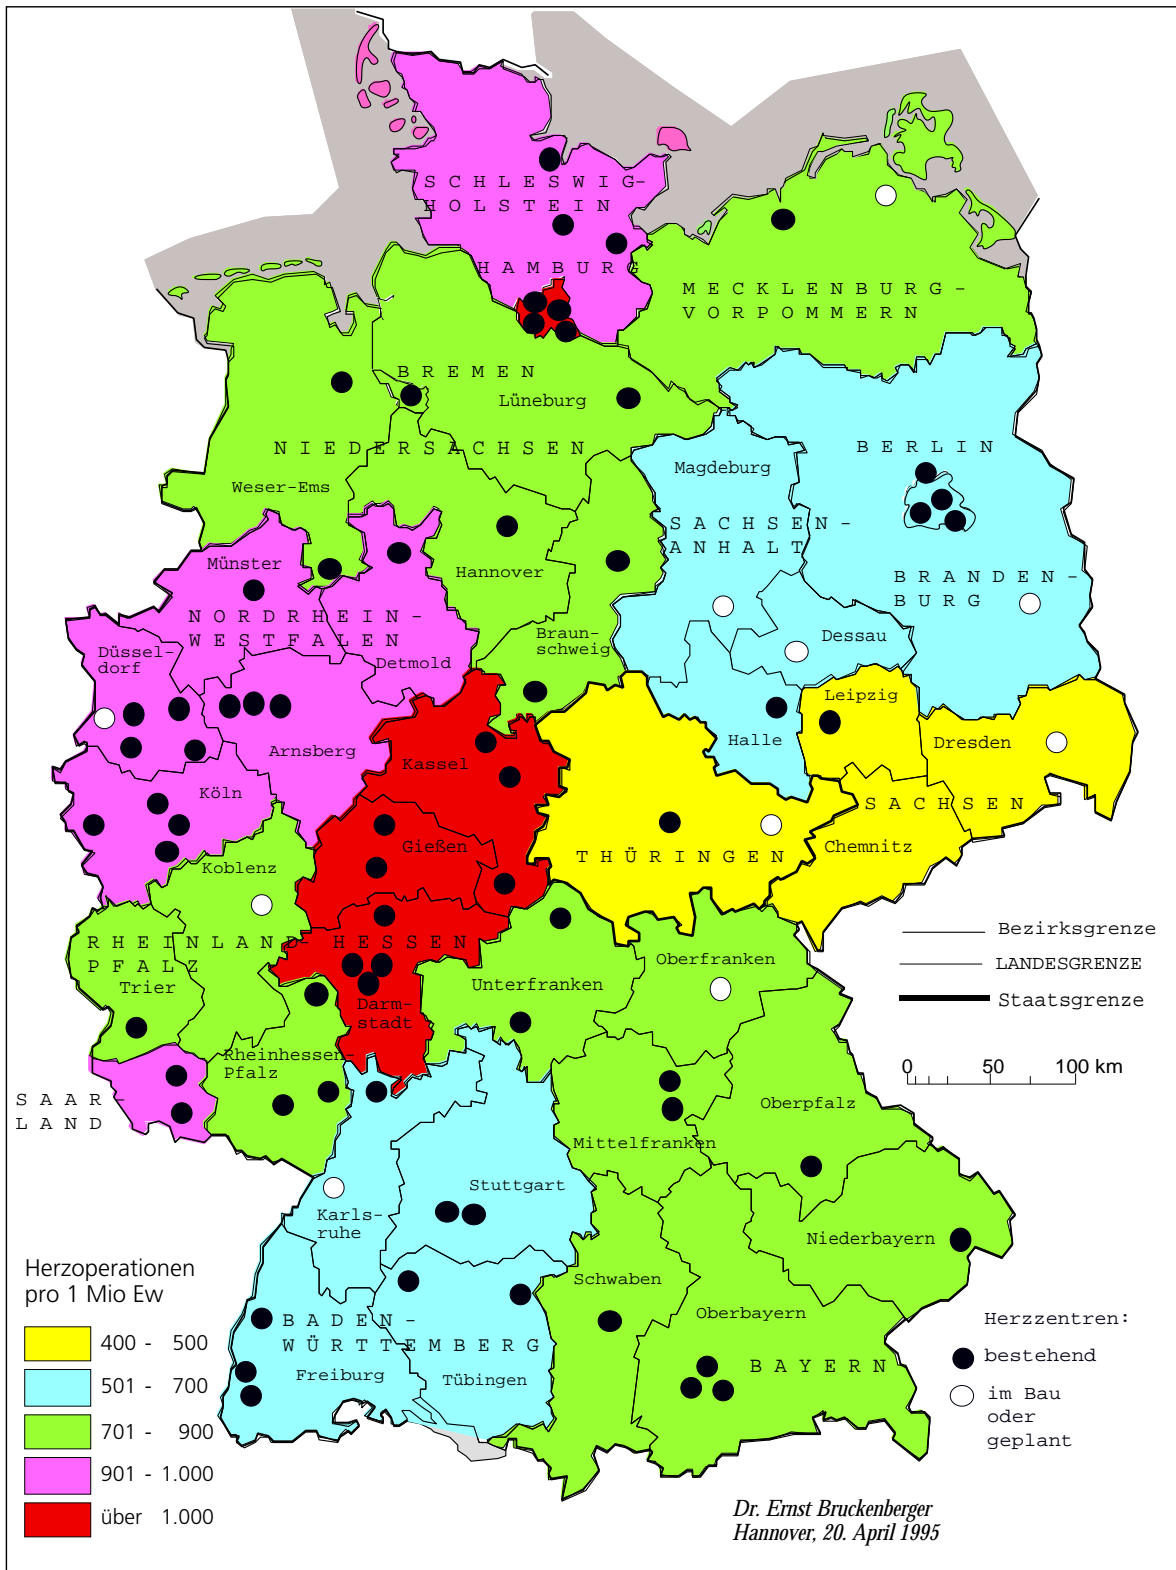 SCHLESWIG-
HOLSTEIN
HAMBURG
MECKLENBURG-
VORPOMMERN
BREMEN
Lüneburg
NIEDERSACHSEN
BERLIN
Magdeburg
Weser-Ems
SACHSEN-
ANHALT
Münster
Hannover
BRANDEN-
BURG
NORDRHEIN-
WESTFALEN
Braun-
schweig
Dessau
Düssel-
dorf
Detmold
Leipzig
Arnsberg
Kassel
Halle
Dresden
Köln
SACHSEN
Gießen
THÜRINGEN
Chemnitz
Koblenz
RHEINLAND-
PFALZ
HESSEN
Trier
Unterfranken
Oberfranken
Darm-
stadt
Bezirksgrenze
LANDESGRENZE
Staatsgrenze
Rheinhessen-
Pfalz
0 50 100 km
SAAR-
LAND
Oberpfalz
Mittelfranken
Stuttgart
Karls-
ruhe
Niederbayern
Schwaben
Oberbayern
BADEN-
WÜRTTEMBERG
BAYERN
Freiburg
Tübingen
Herzoperationen
pro 1 Mio Ew
400 - 500
501 - 700
701 - 900
901 - 1.000
über 1.000
Herzzentren:
bestehend
im Bau
oder
geplant
Dr. Ernst Bruckenberger
Hannover, 20. April 1995